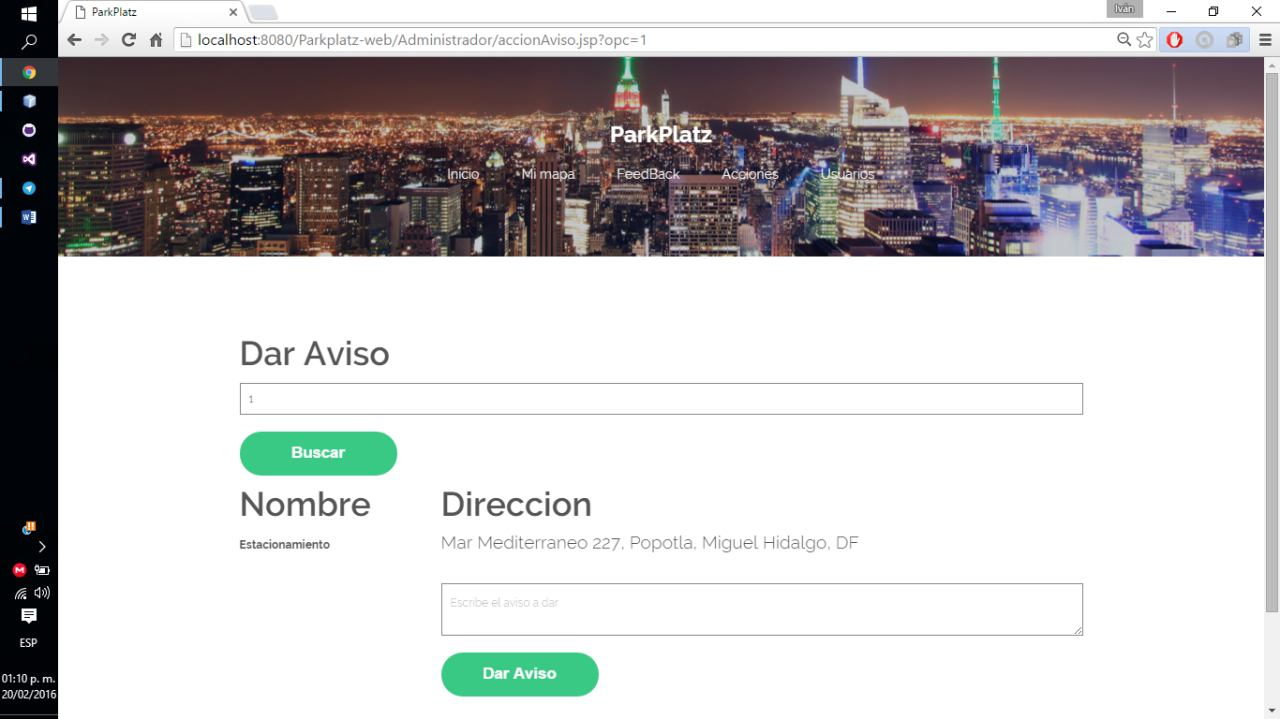 ParkPlatz
Iván
localhost:8080/Parkplatz-web/Administrador/accionAviso.jsp?opc=1
ParkPlatz
Inicio Mi mapa FeedBack Acciones Usuarios
Dar Aviso
1
Buscar
Nombre Direccion
Estacionamiento Mar Mediterraneo 227, Popotla, Miguel Hidalgo, DF
Escribe el aviso a dar
Dar Aviso
ESP
01:10 p. m.
20/02/2016